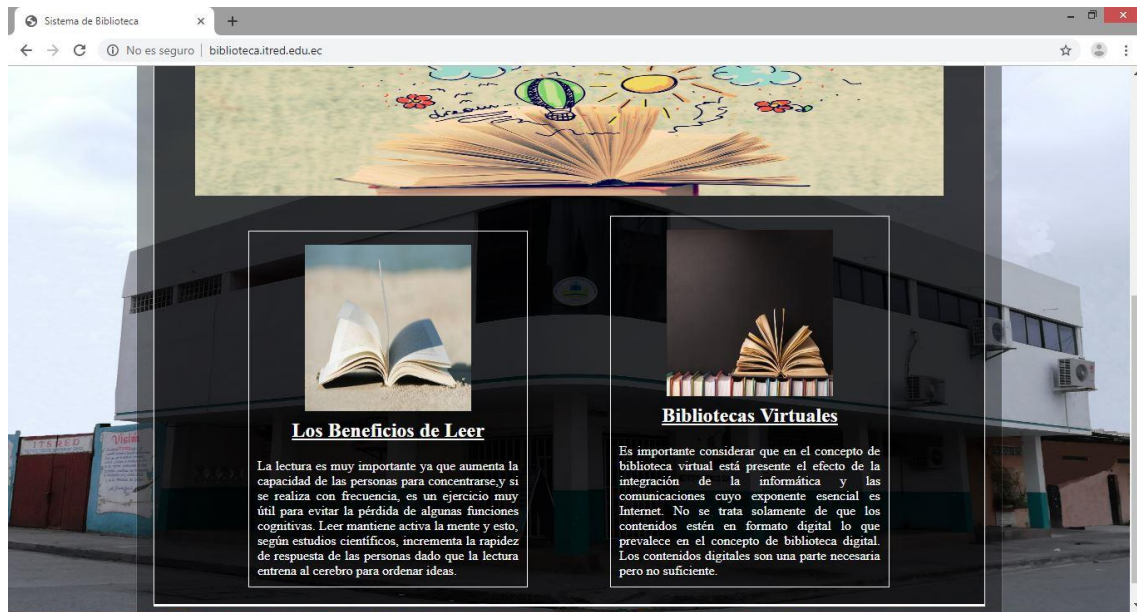 Sistema de Biblioteca
No es seguro | biblioteca.itred.edu.ec
dream
ITSRED
Visión
Los Beneficios de Leer
La lectura es muy importante ya que aumenta la
capacidad de las personas para concentrarse,y si
se realiza con frecuencia, es un ejercicio muy
útil para evitar la pérdida de algunas funciones
cognitivas. Leer mantiene activa la mente y esto,
según estudios científicos, incrementa la rapidez
de respuesta de las personas dado que la lectura
entrena al cerebro para ordenar ideas.
Bibliotecas Virtuales
Es importante considerar que en el concepto de
biblioteca virtual está presente el efecto de la
integración de la informática y las
comunicaciones cuyo exponente esencial es
Internet. No se trata solamente de que los
contenidos estén en formato digital lo que
prevalece en el concepto de biblioteca digital.
Los contenidos digitales son una parte necesaria
pero no suficiente.